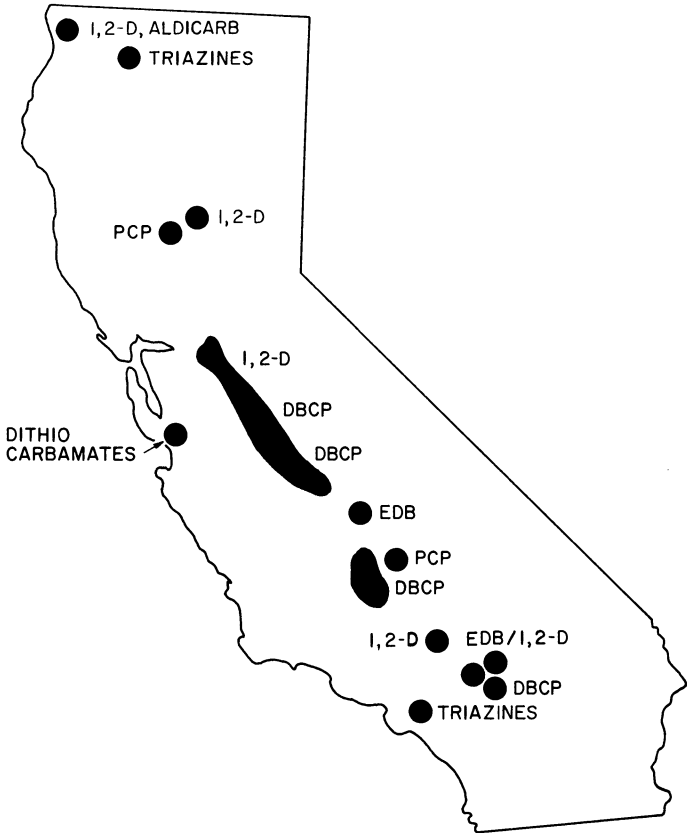 1,2-D, ALDICARB
TRIAZINES
1,2-D
PCP
1,2-D
DBCP
DITHIO
CARBAMATES
DBCP
EDB
PCP
DBCP
1,2-D
EDB/1,2-D
DBCP
TRIAZINES